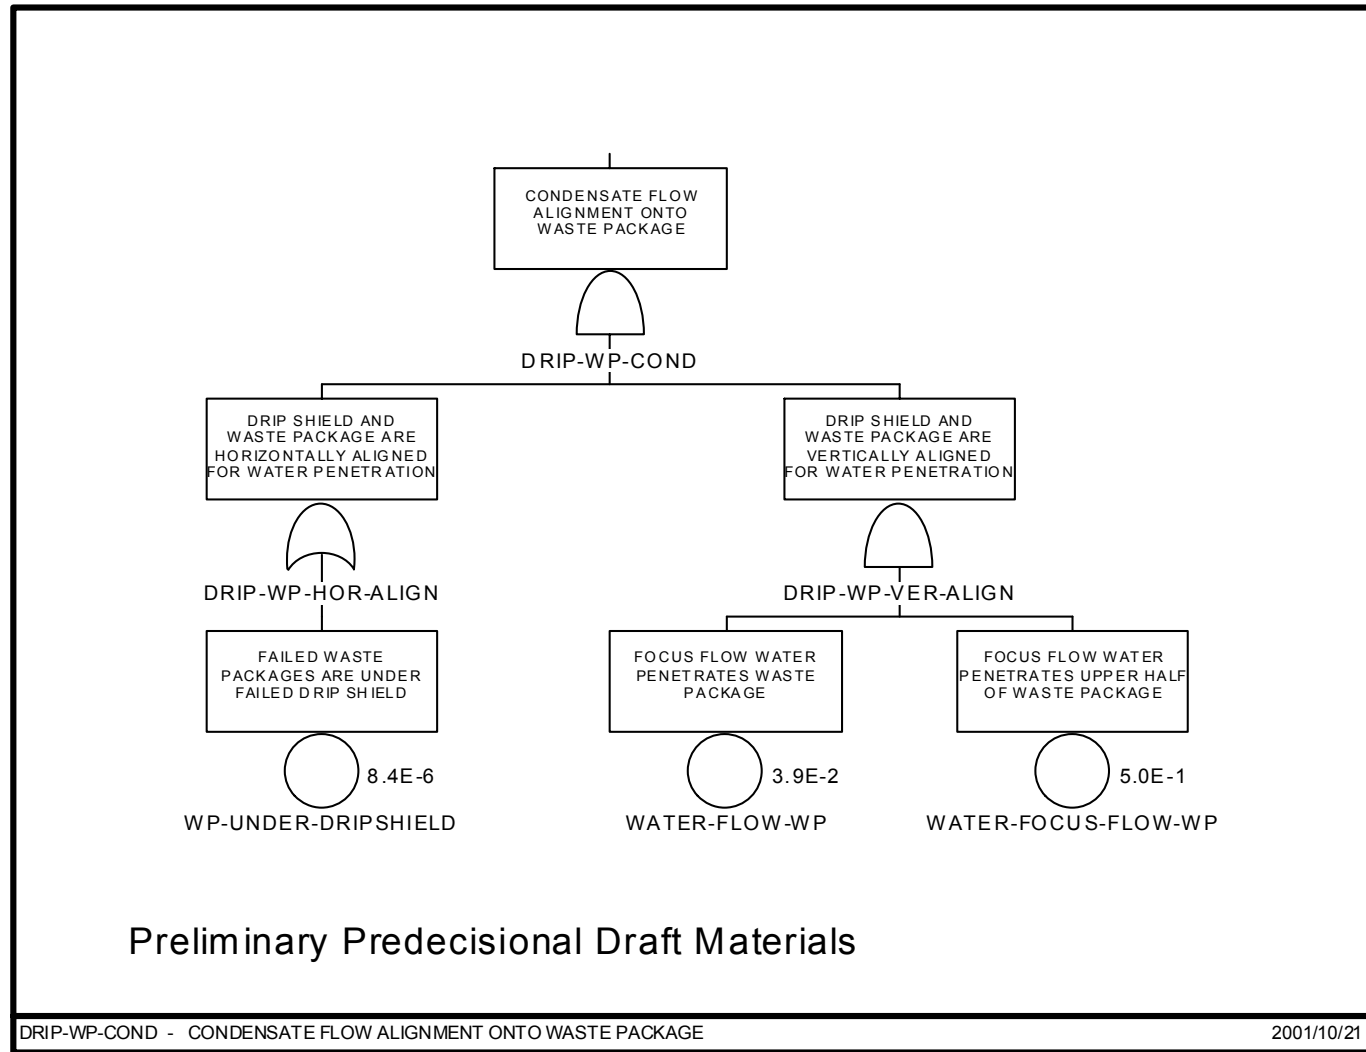 CONDENSATE FLOW
ALIGNMENT ONTO
WASTE PACKAGE
DRIP-WP-COND
DRIP SHIELD AND
WASTE PACKAGE ARE
HORIZONTALLY ALIGNED
FOR WATER PENETRATION
DRIP SHIELD AND
WASTE PACKAGE ARE
VERTICALLY ALIGNED
FOR WATER PENETRATION
DRIP-WP-HOR-ALIGN
DRIP-WP-VER-ALIGN
FAILED WASTE
PACKAGES ARE UNDER
FAILED DRIP SHIELD
FOCUS FLOW WATER
PENETRATES WASTE
PACKAGE
FOCUS FLOW WATER
PENETRATES UPPER HALF
OF WASTE PACKAGE
8.4E-6
3.9E-2
5.0E-1
WP-UNDER-DRIPSHIELD
WATER-FLOW-WP
WATER-FOCUS-FLOW-WP
Preliminary Predecisional Draft Materials
DRIP-WP-COND - CONDENSATE FLOW ALIGNMENT ONTO WASTE PACKAGE
2001/10/21